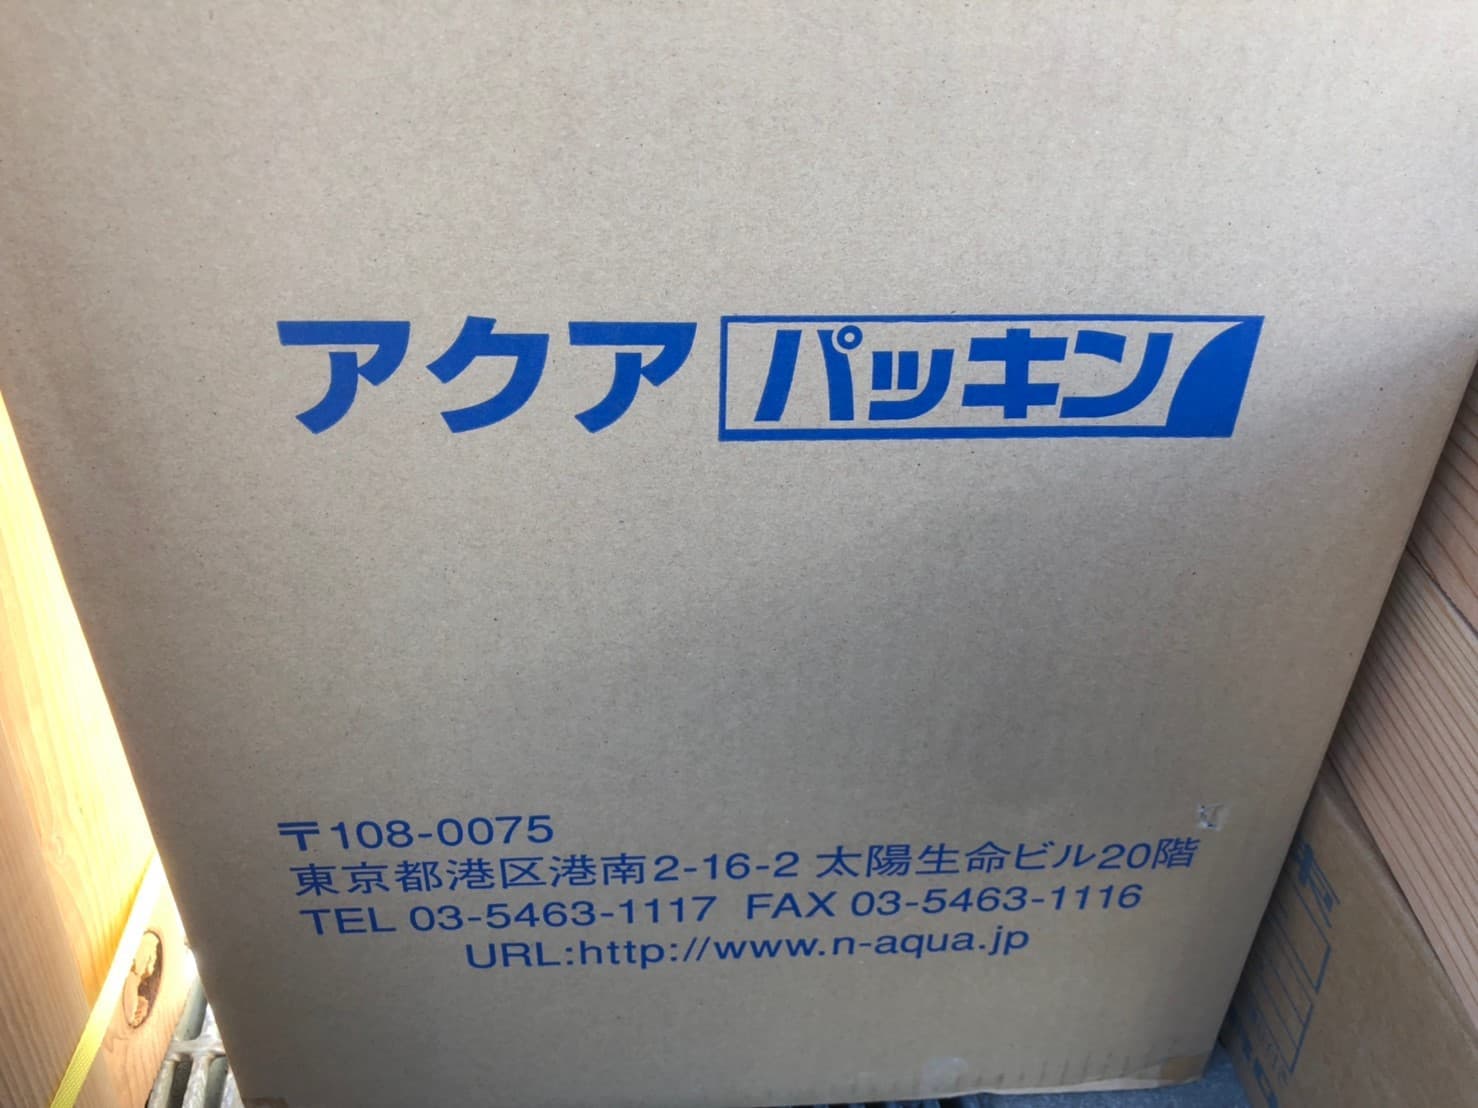 アクア パッキン
〒108-0075
東京都港区港南2-16-2 太陽生命ビル20階
TEL 03-5463-1117 FAX 03-5463-1116
URL:http://www.n-aqua.jp